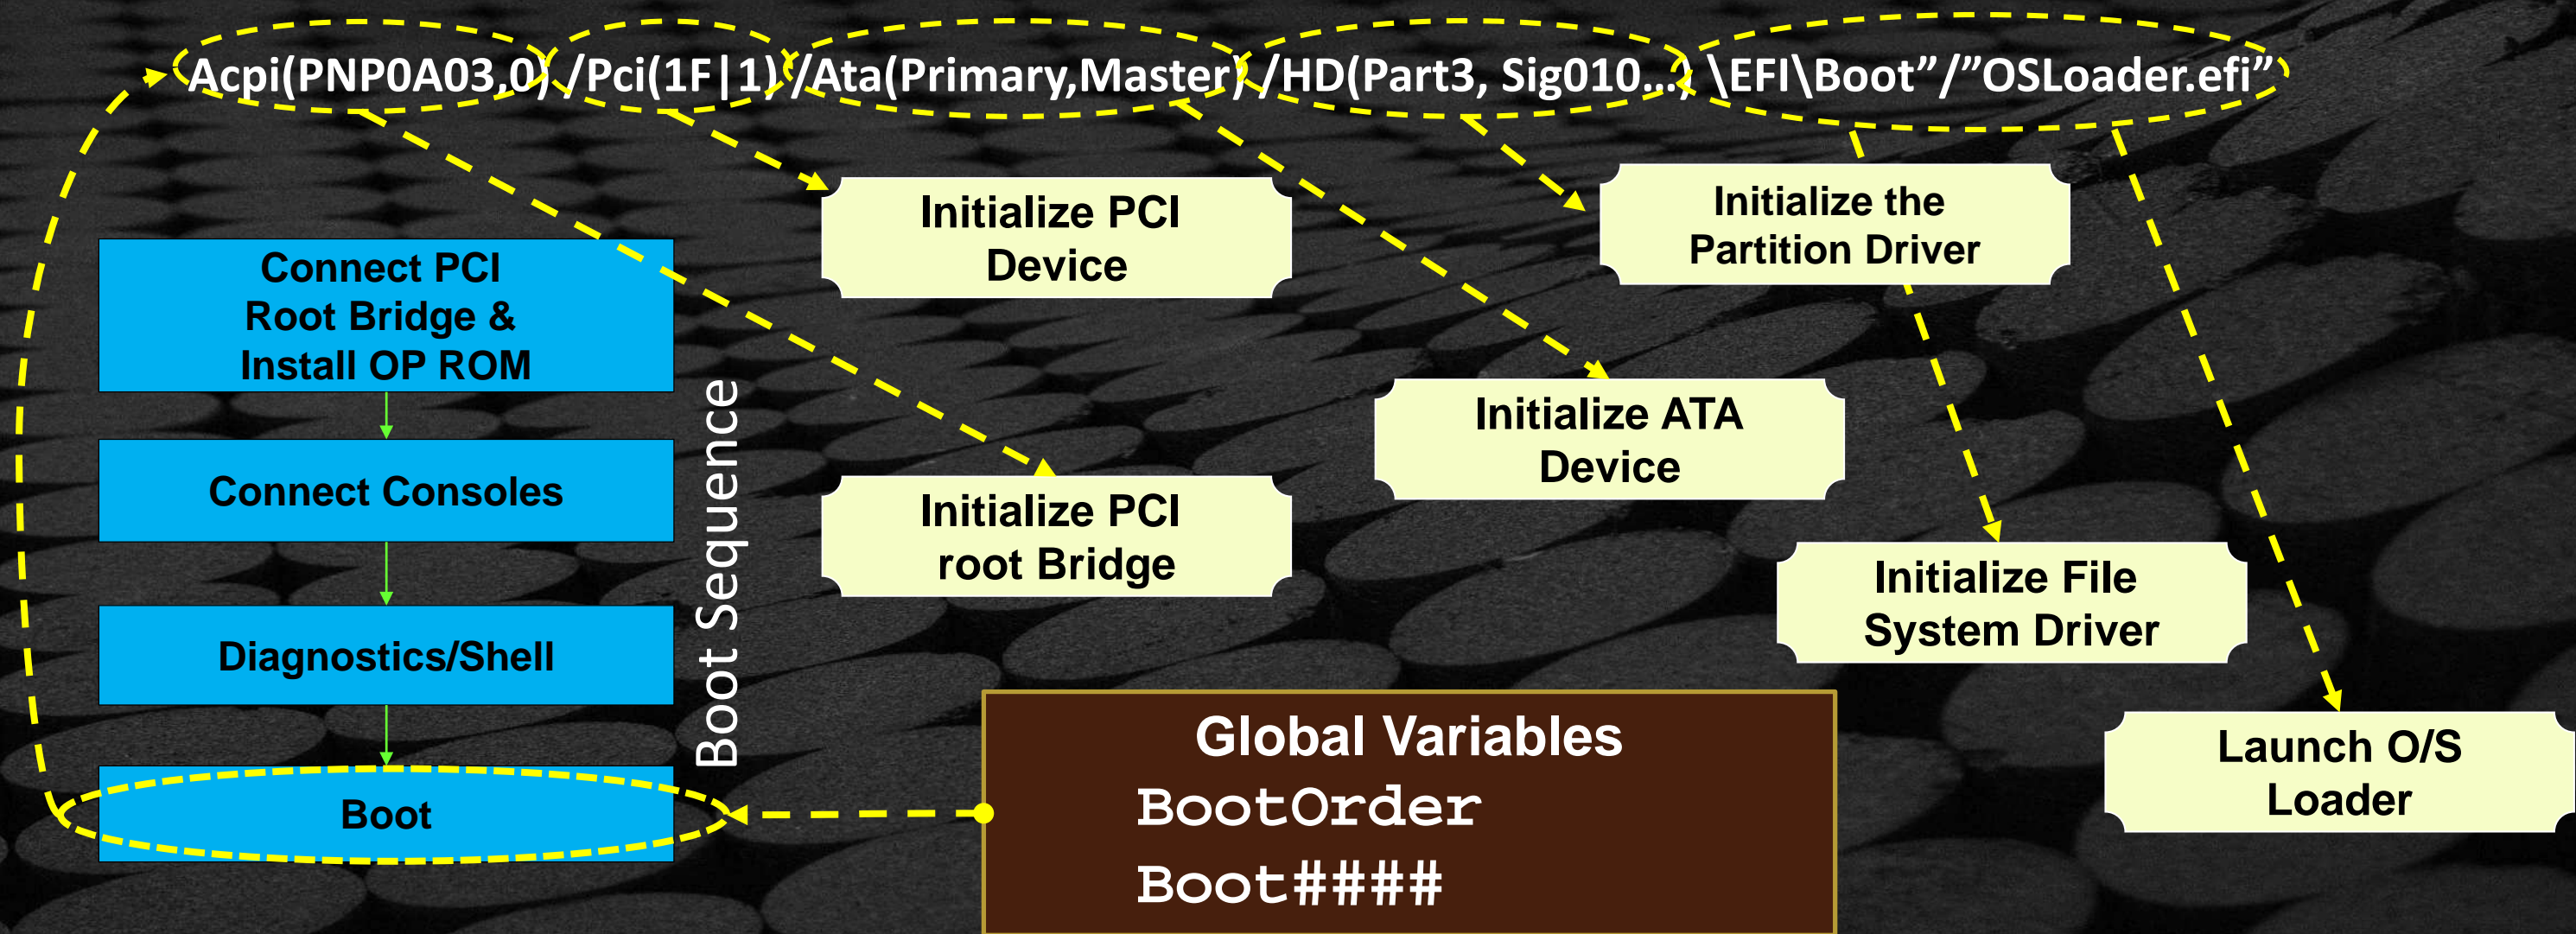 Acpi(PNP0A03,0) /Pci(1F|1) /Ata(Primary,Master) /HD(Part3, Sig010…) \EFI\Boot”/”OSLoader.efi”
Connect PCI
Root Bridge &
Install OP ROM
Connect Consoles
Diagnostics/Shell
Boot
Boot Sequence
Initialize PCI
Device
Initialize PCI
root Bridge
Initialize the
Partition Driver
Initialize ATA
Device
Initialize File
System Driver
Launch O/S
Loader
Global Variables
BootOrder
Boot####